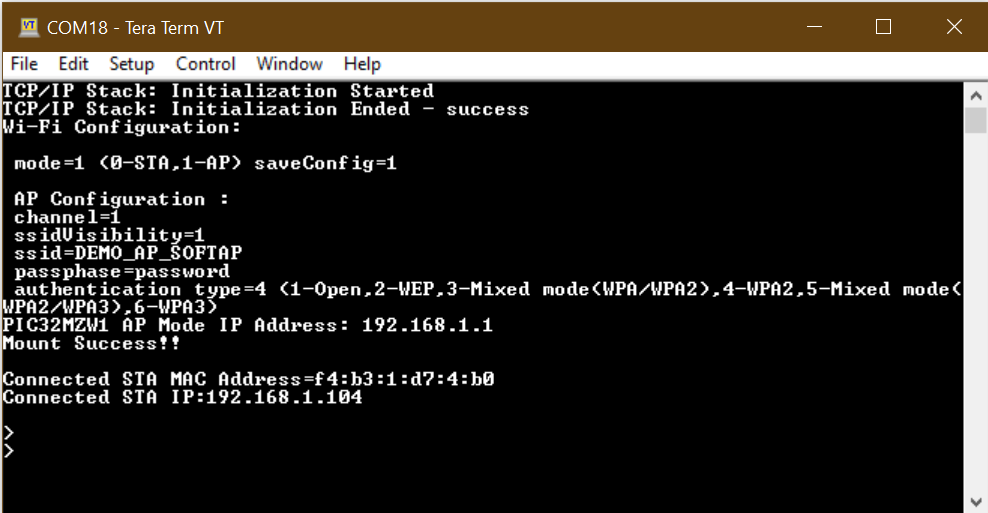 COM18 - Tera Term VT
File Edit Setup Control Window Help
TCP/IP Stack: Initialization Started
TCP/IP Stack: Initialization Ended - success
Wi-Fi Configuration:
mode=1 (0-STA,1-AP) saveConfig=1
AP Configuration :
channel=1
ssidVisibility=1
ssid=DEMO_AP_SOFTAP
passphase=password
authentication type=4 (1-Open,2-WEP,3-Mixed mode(WPA/WPA2),4-WPA2,5-Mixed mode(
WPA2/WPA3),6-WPA3)
PIC32MZW1 AP Mode IP Address: 192.168.1.1
Mount Success!!
Connected STA MAC Address=f4:b3:1:d7:4:b0
Connected STA IP:192.168.1.104
>
>